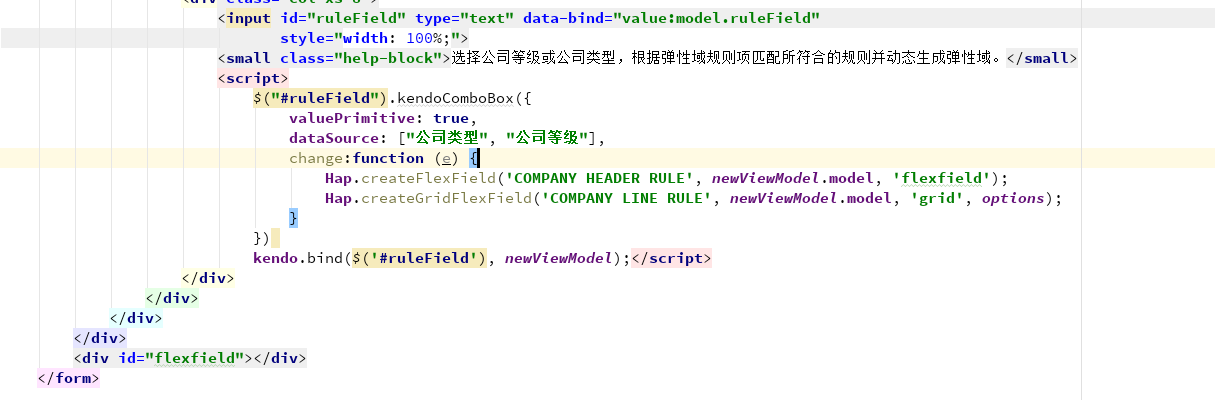 <div class="col-xs-8">
<input id="ruleField" type="text" data-bind="value:model.ruleField"
style="width: 100%;">
<small class="help-block">选择公司等级或公司类型，根据弹性域规则项匹配所符合的规则并动态生成弹性域。</small>
<script>
$("#ruleField").kendoComboBox({
valuePrimitive: true,
dataSource: ["公司类型", "公司等级"],
change:function (e) {
Hap.createFlexField('COMPANY HEADER RULE', newViewModel.model, 'flexfield');
Hap.createGridFlexField('COMPANY LINE RULE', newViewModel.model, 'grid', options);
}
})
kendo.bind($('#ruleField'), newViewModel);</script>
</div>
</div>
</div>
</div>
<div id="flexfield"></div>
</form>